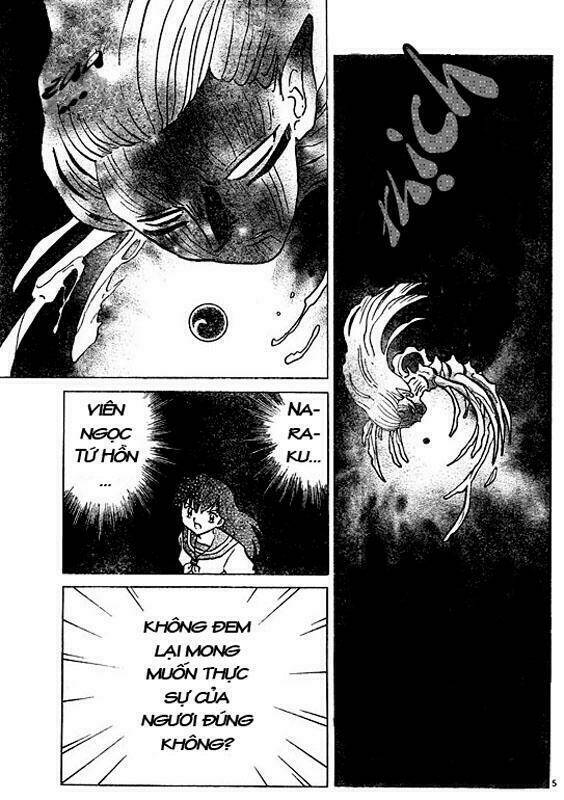 Thịch
NA-
RA-
KU...
VIÊN
NGỌC
TỨ HỒN
...
KHÔNG ĐEM
LẠI MONG
MUỐN THỰC
SỰ CỦA
NGƯƠI ĐÚNG
KHÔNG?
5